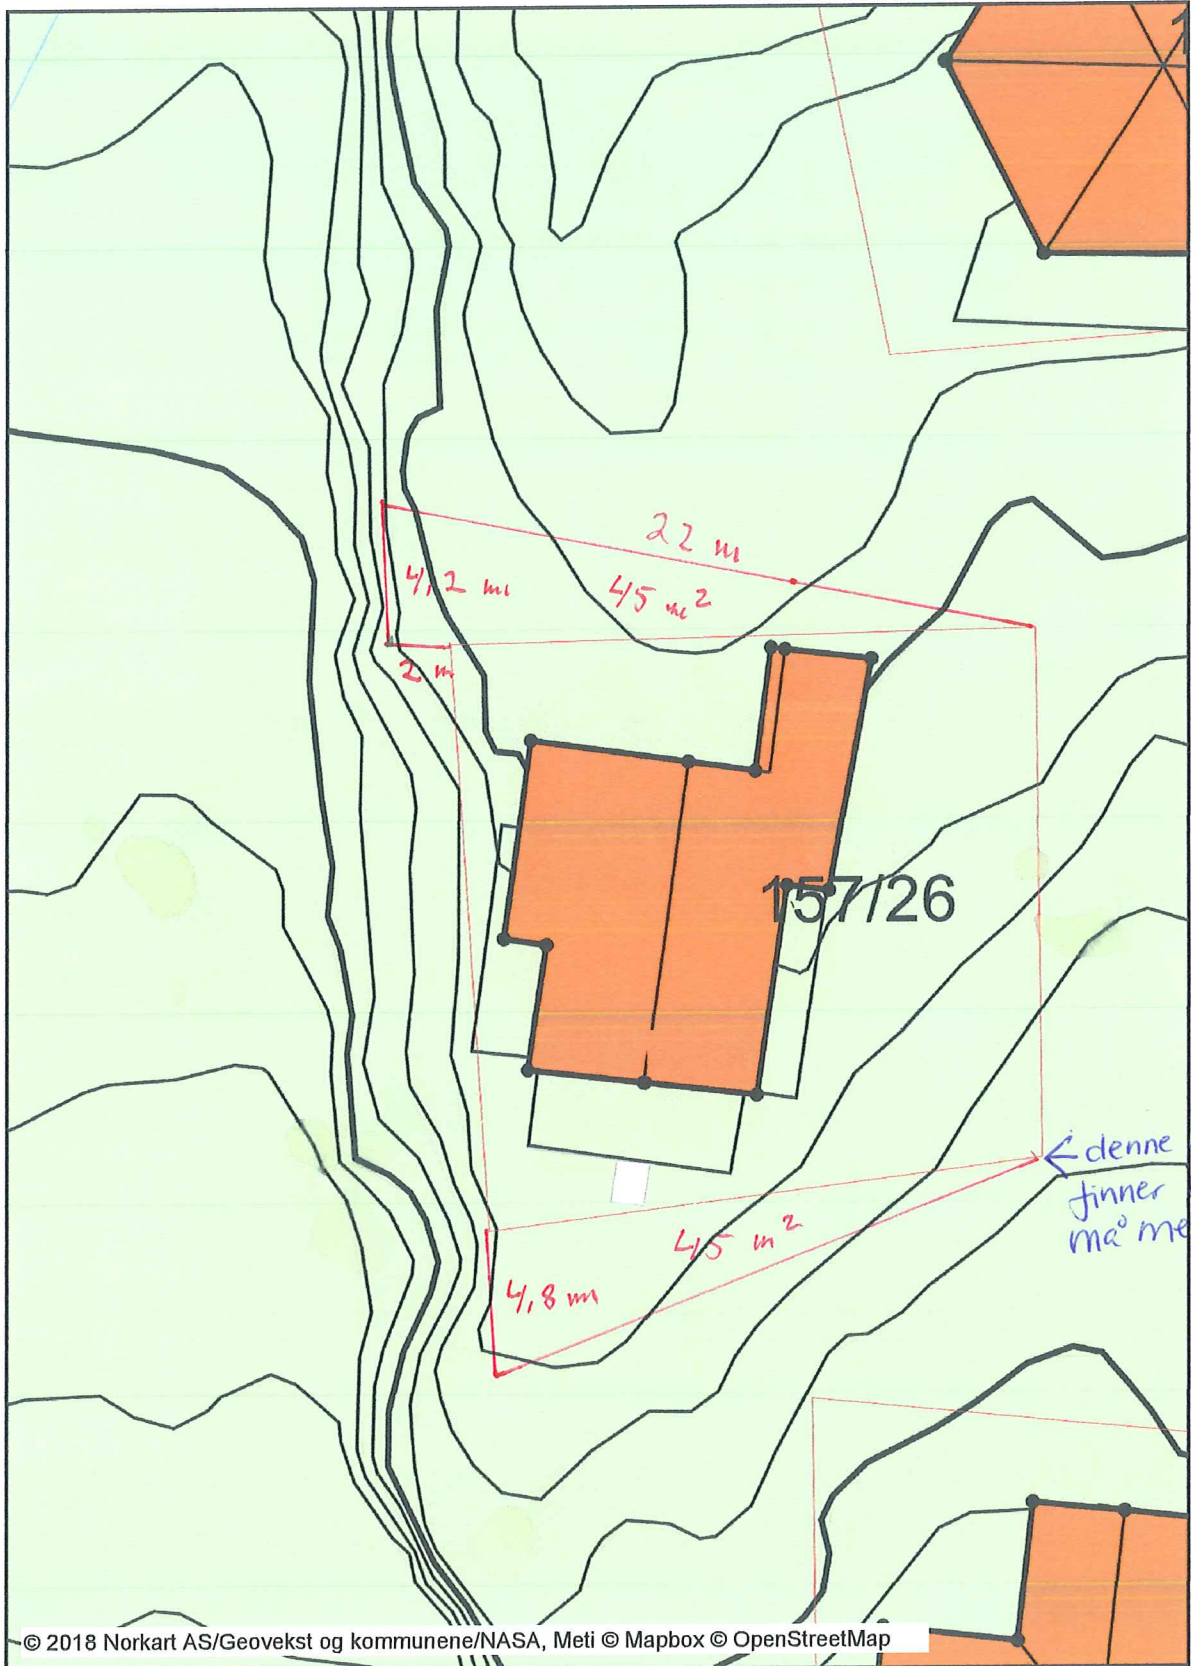 1
22 m
4,2 m
45 m²
2 m
157/26
← denne
finner
må me
45 m²
4,8 m
© 2018 Norkart AS/Geovekst og kommunene/NASA, Meti © Mapbox © OpenStreetMap